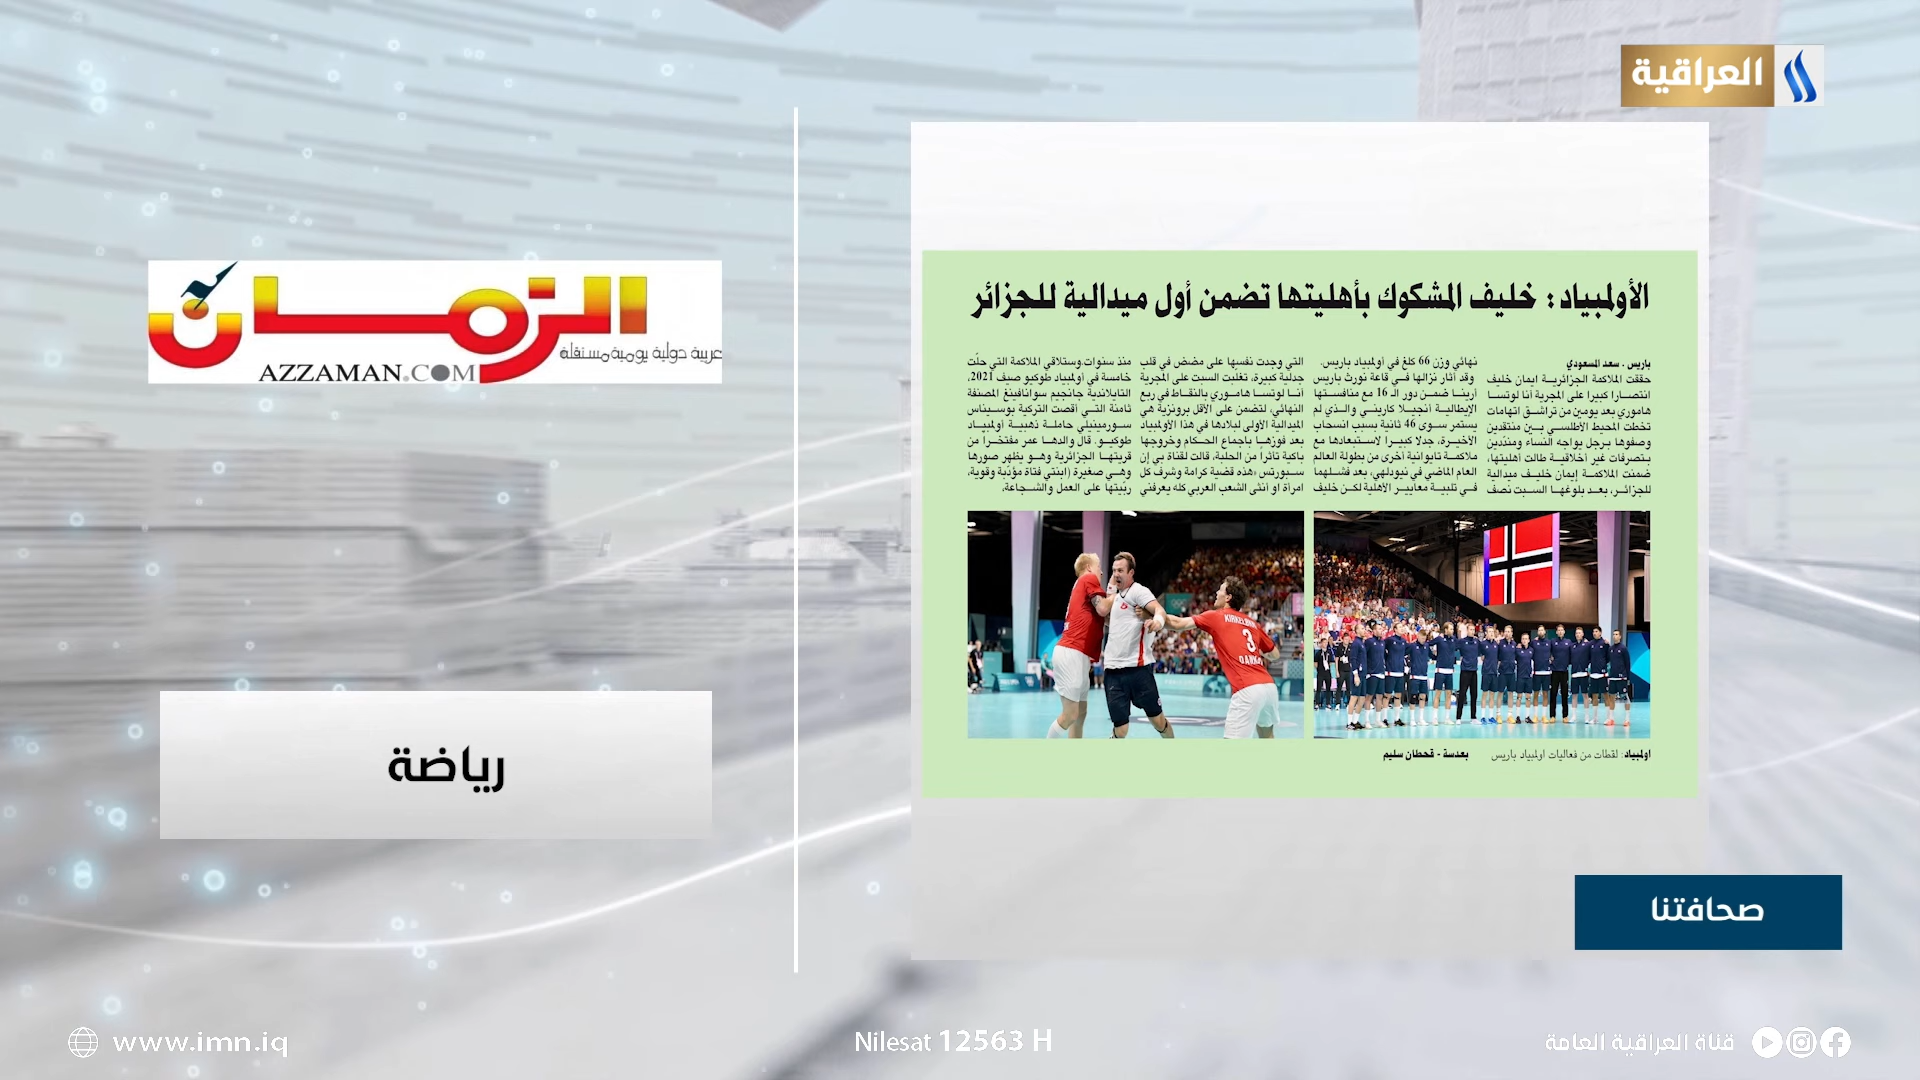 العراقية
الزمان
عربية دولية يومية مستقلة
AZZAMAN.COM
رياضة
الأولمبياد : خليف المشكوك بأهليتها تضمن أول ميدالية للجزائر
باريس - سعد المسعودي
حققت الملاكمة الجزائرية ايمان خليف
انتصارا كبيرا على المجرية آنا لوتسا
هاموري بعد يومين من تراشق اتهامات
تخطت المحيط الأطلسي بين منتقدين
وصفوها برجل يواجه النساء ومندّدين
بتصرفات غير أخلاقية طالت أهليتها،
ضمنت الملاكمة إيمان خليف ميدالية
للجزائر، بعد بلوغها السبت نصف
نهائي وزن 66 كلغ في أولمبياد باريس.
وقد أثار نزالها في قاعة نورث باريس
أرينا ضمن دور الـ 16 مع منافستها
الإيطالية أنجيلا كاريني والذي لم
يستمر سوى 46 ثانية بسبب انسحاب
الأخيرة، جدلا كبيرا لاستبعادها مع
ملاكمة تايوانية أخرى من بطولة العالم
العام الماضي في نيودلهي، بعد فشلهما
في تلبية معايير الأهلية لكن خليف
التي وجدت نفسها على مضض في قلب
جدلية كبيرة، تغلبت السبت على المجرية
آنا لوتسا هاموري بالنقاط في ربع
النهائي، لتضمن على الأقل برونزية هي
الميدالية الأولى لبلادها في هذا الأولمبياد
بعد فوزها بإجماع الحكام وخروجها
باكية تأثرا من الحلبة، قالت لقناة بي إن
سبورتس «هذه قضية كرامة وشرف كل
امرأة او أنثى الشعب العربي كله يعرفني
منذ سنوات.وستلاقي الملاكمة التي حلّت
خامسة في أولمبياد طوكيو صيف 2021،
التايلاندية جانجيم سوانافينغ المصنفة
ثامنة التي أقصت التركية بوسيناس
سورمينيلي حاملة ذهبية أولمبياد
طوكيو. قال والدها عمر مفتخرا من
قريتها الجزائرية وهو يظهر صورها
وهي صغيرة (ابنتي فتاة مؤدّبة وقوية،
ربّيتها على العمل والشجاعة،
3
اولمبياد: لقطات من فعاليات اولمبياد باريس بعدسة - قحطان سليم
صحافتنا
www.imn.iq
Nilesat 12563 H
قناة العراقية العامة